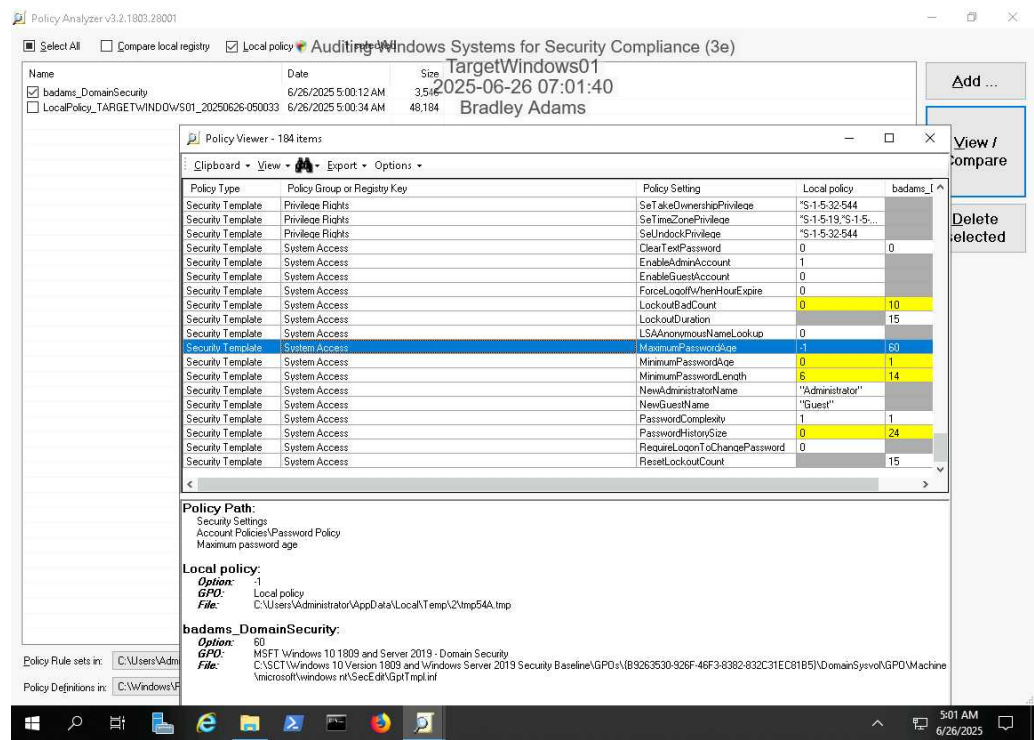 Policy Analyzer v3.2.1803.28001
Select All Compare local registry Local policy
Auditing Windows Systems for Security Compliance (3e)
TargetWindows01
2025-06-26 07:01:40
Bradley Adams
Name Date Size
badams_DomainSecurity 6/26/2025 5:00:12 AM 3,546
LocalPolicy_TARGETWINDOWS01_20250626-050033 6/26/2025 5:00:34 AM 48,184
Add ...
View /
Compare
Delete
selected
Policy Viewer - 184 items
Clipboard View Export Options
Policy Type Policy Group or Registry Key Policy Setting Local policy badams_
Security Template Privilege Rights SeTakeOwnershipPrivilege *S-1-5-32-544
Security Template Privilege Rights SeTimeZonePrivilege *S-1-5-19,*S-1-5-...
Security Template Privilege Rights SeUndockPrivilege *S-1-5-32-544
Security Template System Access ClearTextPassword 0 0
Security Template System Access EnableAdminAccount 1
Security Template System Access EnableGuestAccount 0
Security Template System Access ForceLogoffWhenHourExpire 0
Security Template System Access LockoutBadCount 0 10
Security Template System Access LockoutDuration 15
Security Template System Access LSAAnonymousNameLookup 0
Security Template System Access MaximumPasswordAge -1 60
Security Template System Access MinimumPasswordAge 0 1
Security Template System Access MinimumPasswordLength 6 14
Security Template System Access NewAdministratorName "Administrator"
Security Template System Access NewGuestName "Guest"
Security Template System Access PasswordComplexity 1 1
Security Template System Access PasswordHistorySize 0 24
Security Template System Access RequireLogonToChangePassword 0
Security Template System Access ResetLockoutCount 15
Policy Path:
Security Settings
Account Policies\Password Policy
Maximum password age
Local policy:
Option: -1
GPO: Local policy
File: C:\Users\Administrator\AppData\Local\Temp\2\tmp54A.tmp
badams_DomainSecurity:
Option: 60
GPO: MSFT Windows 10 1809 and Server 2019 - Domain Security
File: C:\SCT\Windows 10 Version 1809 and Windows Server 2019 Security Baseline\GPOs\{B9263530-926F-46F3-8382-832C31EC81B5}\DomainSysvol\GPO\Machine
\microsoft\windows nt\SecEdit\GptTmpl.inf
Policy Rule sets in: C:\Users\Adm
Policy Definitions in: C:\Windows\P
5:01 AM
6/26/2025